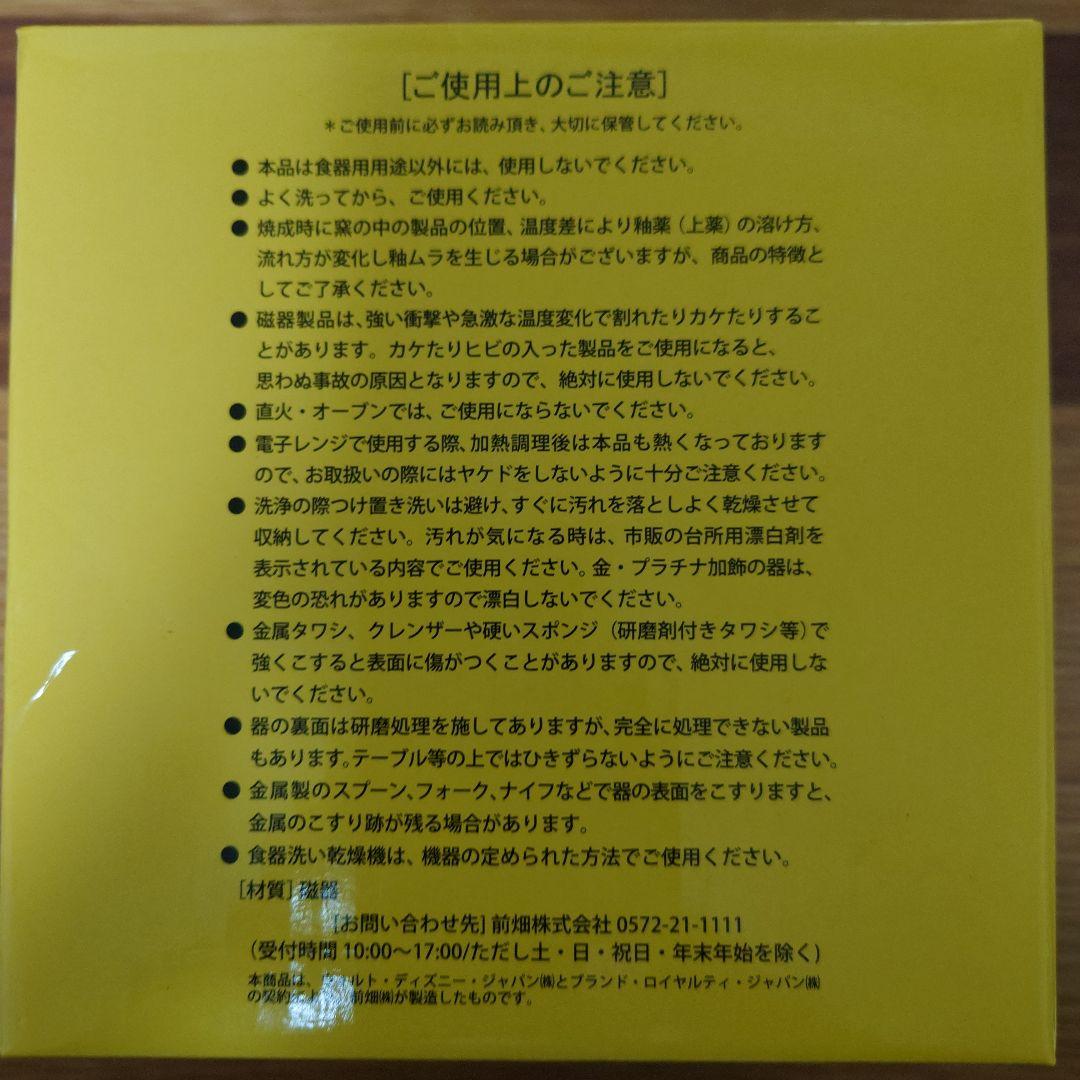 [ご使用上のご注意]
＊ご使用前に必ずお読み頂き、大切に保管してください。
● 本品は食器用用途以外には、使用しないでください。
● よく洗ってから、ご使用ください。
● 焼成時に窯の中の製品の位置、温度差により釉薬（上薬）の溶け方、
流れ方が変化し釉ムラを生じる場合がございますが、商品の特徴と
してご了承ください。
● 磁器製品は、強い衝撃や急激な温度変化で割れたりカケたりするこ
とがあります。カケたりヒビの入った製品をご使用になると、
思わぬ事故の原因となりますので、絶対に使用しないでください。
● 直火・オーブンでは、ご使用にならないでください。
● 電子レンジで使用する際、加熱調理後は本品も熱くなっております
ので、お取扱いの際にはヤケドをしないように十分ご注意ください。
● 洗浄の際つけ置き洗いは避け、すぐに汚れを落としよく乾燥させて
収納してください。汚れが気になる時は、市販の台所用漂白剤を
表示されている内容でご使用ください。金・プラチナ加飾の器は、
変色の恐れがありますので漂白しないでください。
● 金属タワシ、クレンザーや硬いスポンジ（研磨剤付きタワシ等）で
強くこすると表面に傷がつくことがありますので、絶対に使用しな
いでください。
● 器の裏面は研磨処理を施してありますが、完全に処理できない製品
もあります。テーブル等の上ではひきずらないようにご注意ください。
● 金属製のスプーン、フォーク、ナイフなどで器の表面をこすりますと、
金属のこすり跡が残る場合があります。
● 食器洗い乾燥機は、機器の定められた方法でご使用ください。
[材質] 磁器
[お問い合わせ先] 前畑株式会社 0572-21-1111
（受付時間 10:00〜17:00/ただし土・日・祝日・年末年始を除く）
本商品は、ルト・ディズニー・ジャパン㈱とブランド・ロイヤルティ・ジャパン㈱
の契約に 前畑㈱が製造したものです。